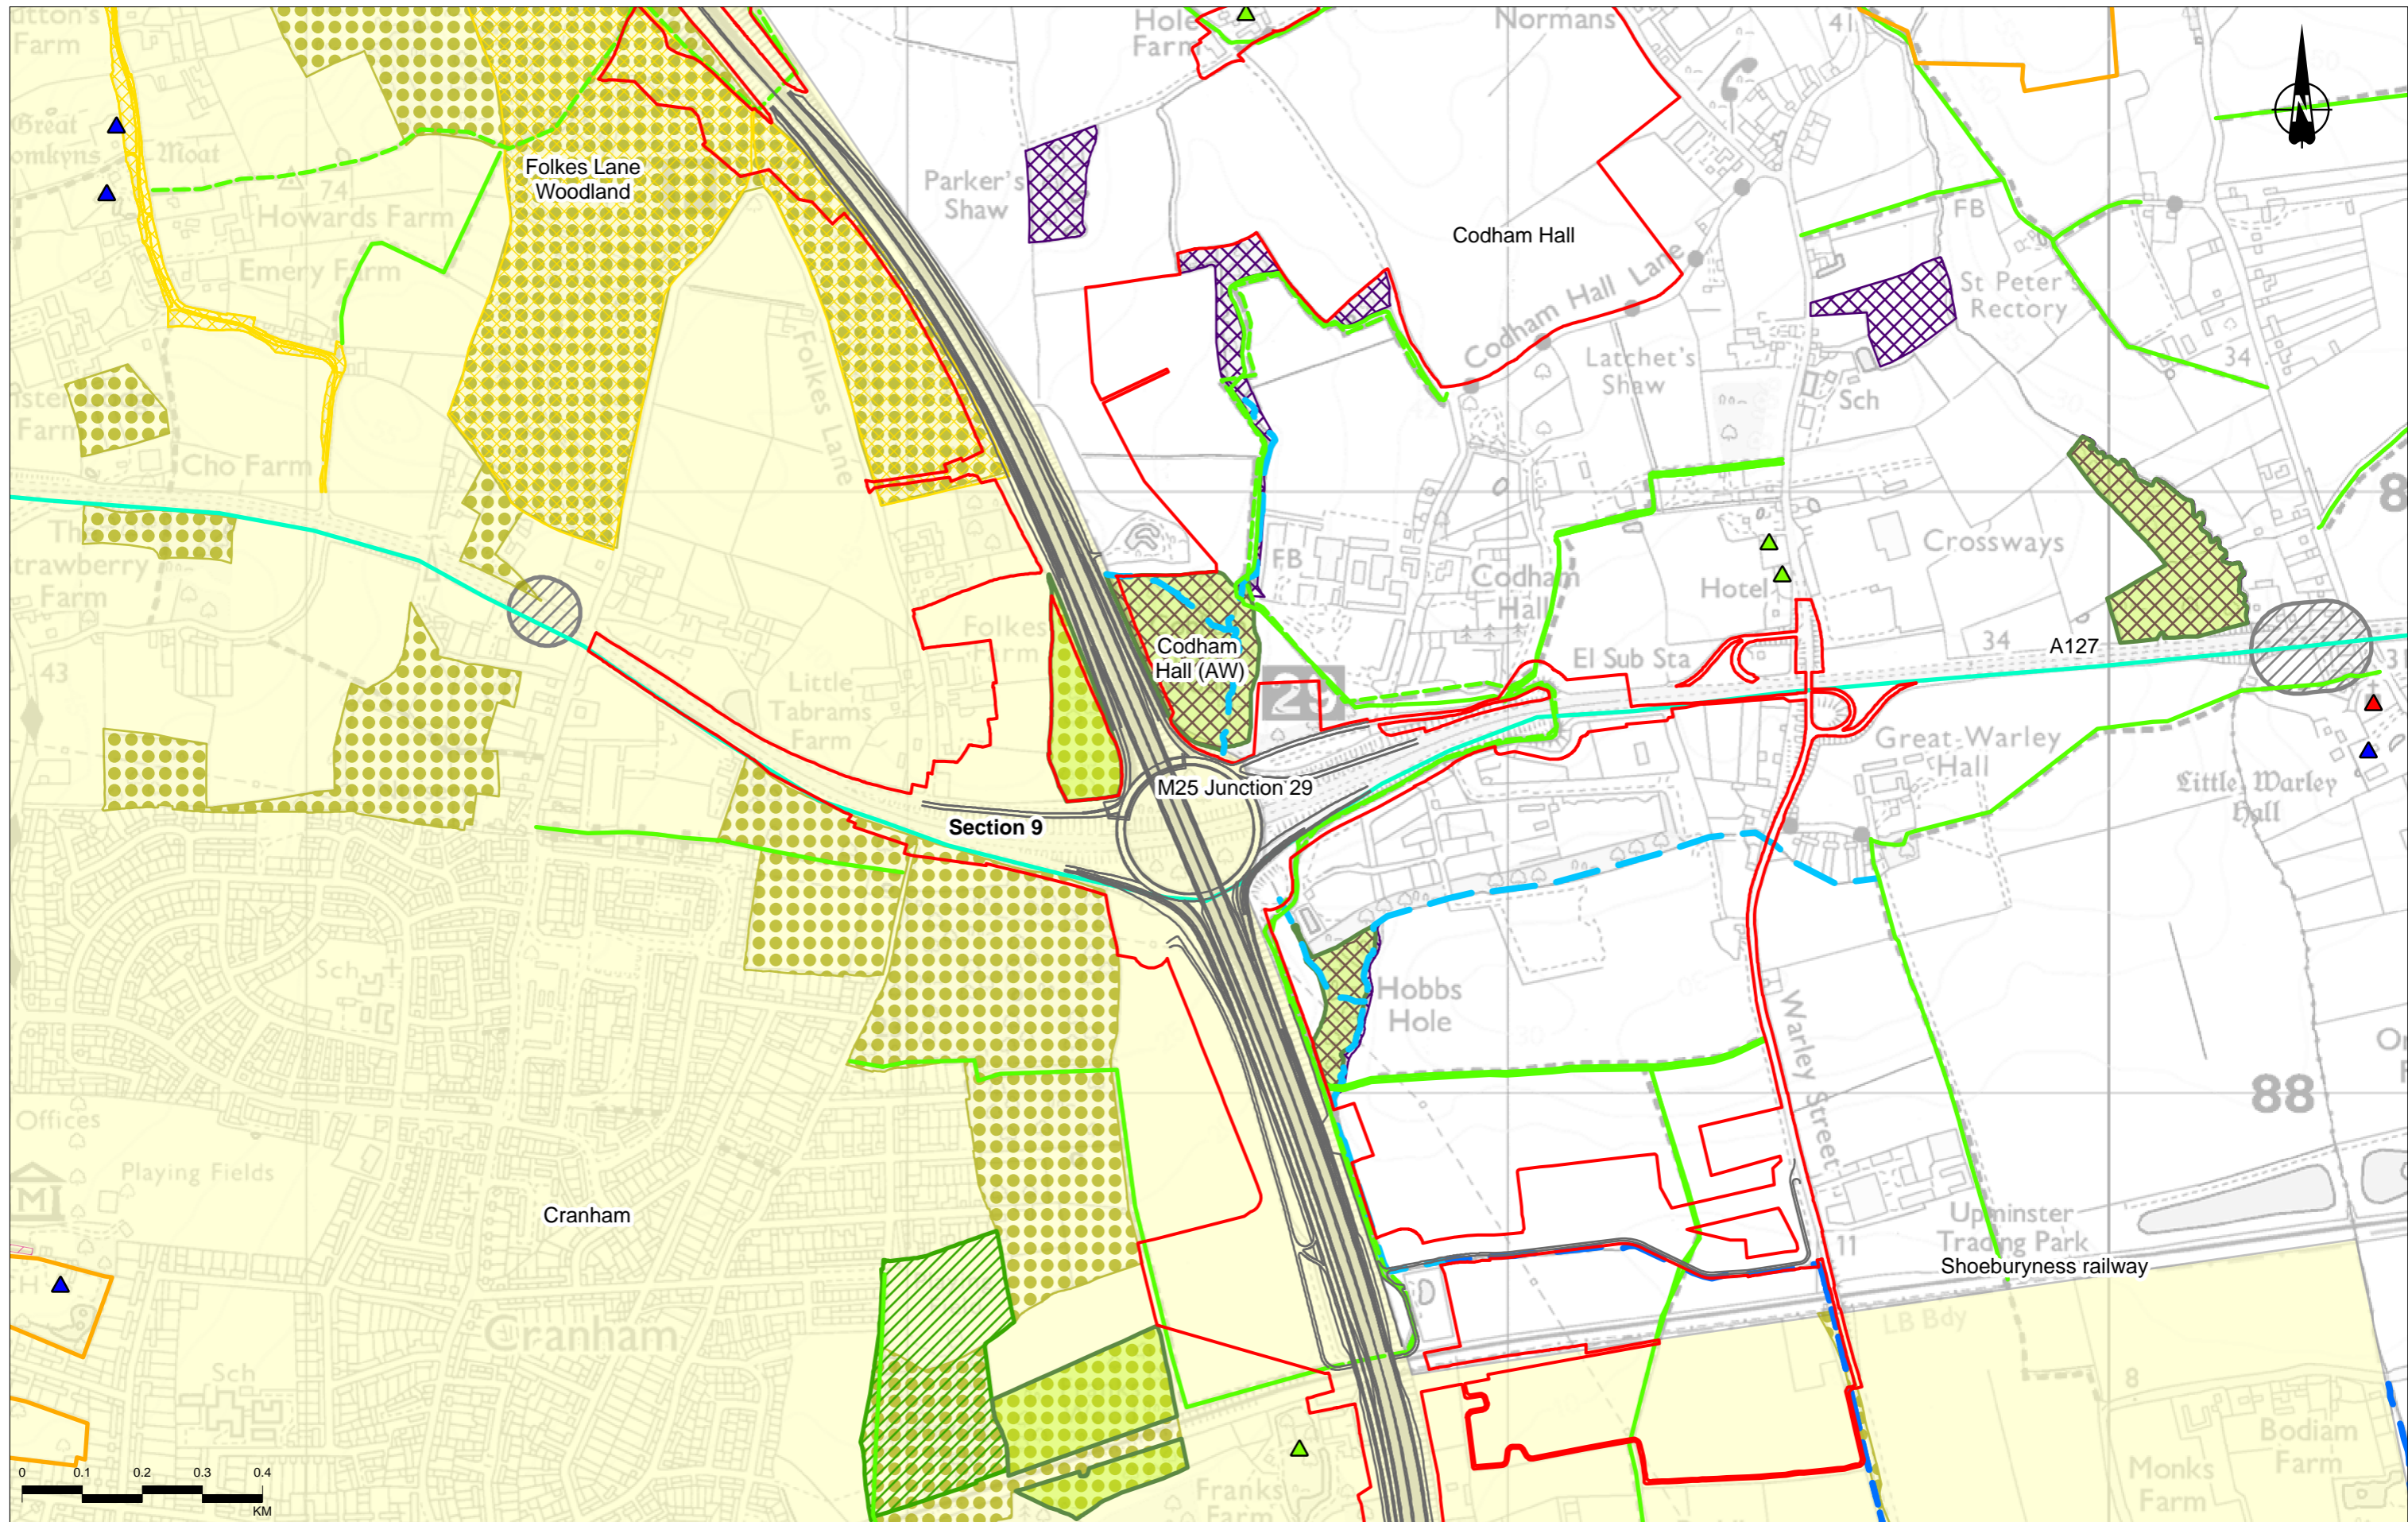 Hole
Farm
Normans
41
Farm
Great
Moat
74
Howards Farm
Emery Farm
Folkes Lane
Woodland
Parker's
Shaw
Codham Hall
N
FB
St Peter's
Rectory
34
Codham Hall Lane
Latchet's
Shaw
Sch
Folkes Lane
Farm
Cho Farm
Farm
FB
Codham
Hall
Hotel
Crossways
34
A127
El Sub Sta
29
Codham
Hall (AW)
Little
Tabrams
Farm
43
M25 Junction 29
Section 9
Great Warley
Hall
Little Warley
Hall
Sch
Hobbs
Hole
30
Warley Street
88
Offices
Playing Fields
M
Cranham
11
Upminster
Trading Park
Shoeburyness railway
LB Bdy
Cranham
Sch
8
Bodiam
Farm
Monks
Farm
Franks
Farm
0 0.1 0.2 0.3 0.4
KM